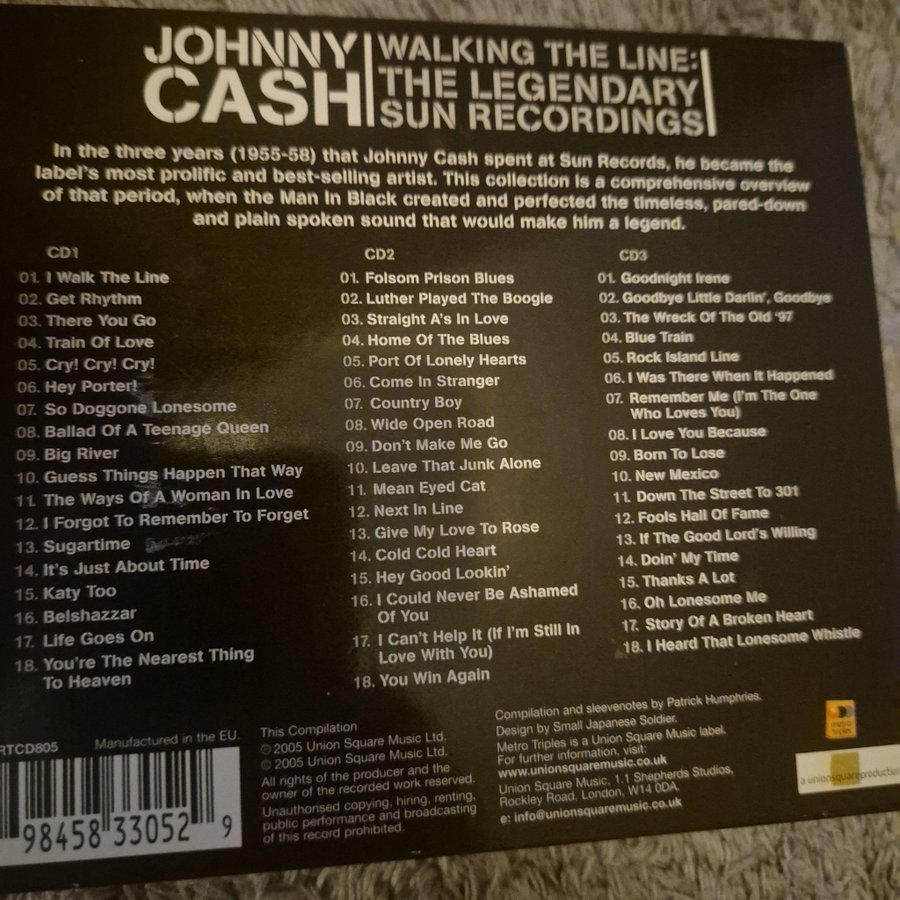 JOHNNY
CASH
WALKING THE LINE:
THE LEGENDARY
SUN RECORDINGS
In the three years (1955-58) that Johnny Cash spent at Sun Records, he became the
label's most prolific and best-selling artist. This collection is a comprehensive overview
of that period, when the Man In Black created and perfected the timeless, pared-down
and plain spoken sound that would make him a legend.
CD1
01. I Walk The Line
02. Get Rhythm
03. There You Go
04. Train Of Love
05. Cry! Cry! Cry!
06. Hey Porter!
07. So Doggone Lonesome
08. Ballad Of A Teenage Queen
09. Big River
10. Guess Things Happen That Way
11. The Ways Of A Woman In Love
12. I Forgot To Remember To Forget
13. Sugartime
14. It's Just About Time
15. Katy Too
16. Belshazzar
17. Life Goes On
18. You're The Nearest Thing
To Heaven
CD2
01. Folsom Prison Blues
02. Luther Played The Boogie
03. Straight A's In Love
04. Home Of The Blues
05. Port Of Lonely Hearts
06. Come In Stranger
07. Country Boy
08. Wide Open Road
09. Don't Make Me Go
10. Leave That Junk Alone
11. Mean Eyed Cat
12. Next In Line
13. Give My Love To Rose
14. Cold Cold Heart
15. Hey Good Lookin'
16. I Could Never Be Ashamed
Of You
17. I Can't Help It (If I'm Still In
Love With You)
18. You Win Again
CD3
01. Goodnight Irene
02. Goodbye Little Darlin', Goodbye
03. The Wreck Of The Old '97
04. Blue Train
05. Rock Island Line
06. I Was There When It Happened
07. Remember Me (I'm The One
Who Loves You)
08. I Love You Because
09. Born To Lose
10. New Mexico
11. Down The Street To 301
12. Fools Hall Of Fame
13. If The Good Lord's Willing
14. Doin' My Time
15. Thanks A Lot
16. Oh Lonesome Me
17. Story Of A Broken Heart
18. I Heard That Lonesome Whistle
RTCD805
Manufactured in the EU.
98458 33052 9
This Compilation
℗ 2005 Union Square Music Ltd.
© 2005 Union Square Music Ltd.
All rights of the producer and the
owner of the recorded work reserved.
Unauthorised copying, hiring, renting,
public performance and broadcasting
of this record prohibited.
Compilation and sleevenotes by Patrick Humphries.
Design by Small Japanese Soldier.
Metro Triples is a Union Square Music label.
For further information, visit:
www.unionsquaremusic.co.uk
Union Square Music, 1.1 Shepherds Studios,
Rockley Road, London, W14 0DA.
e: info@unionsquaremusic.co.uk
metro
triples
a unionsquareproduction